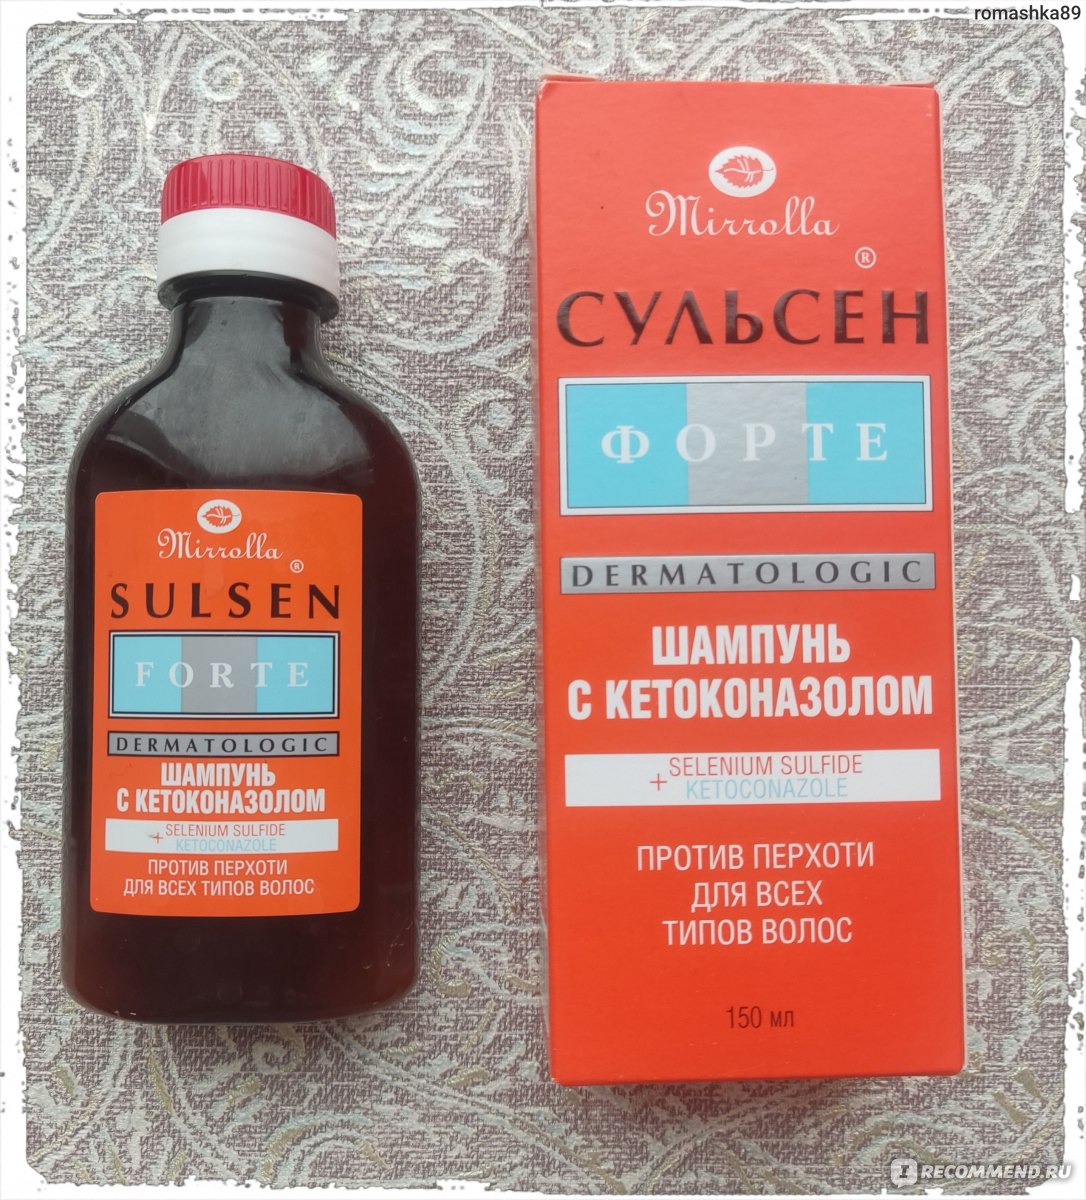 romashka89
Mirrolla
®
СУЛЬСЕН
ФОРТЕ
DERMATOLOGIC
ШАМПУНЬ
С КЕТОКОНАЗОЛОМ
+ SELENIUM SULFIDE
KETOCONAZOLE
ПРОТИВ ПЕРХОТИ
ДЛЯ ВСЕХ
ТИПОВ ВОЛОС
150 мл
Mirrolla
®
SULSEN
FORTE
DERMATOLOGIC
ШАМПУНЬ
С КЕТОКОНАЗОЛОМ
+ SELENIUM SULFIDE
KETOCONAZOLE
ПРОТИВ ПЕРХОТИ
ДЛЯ ВСЕХ ТИПОВ ВОЛОС
IRECOMMEND.RU